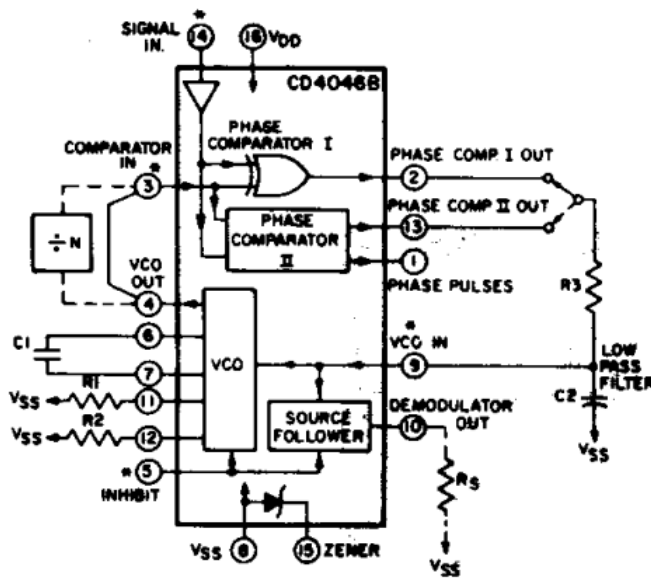 *
SIGNAL IN.
14
16 VDD
CD4046B
PHASE COMPARATOR I
COMPARATOR IN
*
3
÷ N
VCO OUT
4
PHASE COMPARATOR II
PHASE COMP. I OUT
2
PHASE COMP II OUT
13
1
PHASE PULSES
R3
C1
6
7
VCO
*
VCO IN
9
LOW PASS FILTER
C2
VSS
VSS R1 11
VSS R2 12
SOURCE FOLLOWER
DEMODULATOR OUT
10
RS
VSS
* 5
INHIBIT
VSS 8
15 ZENER